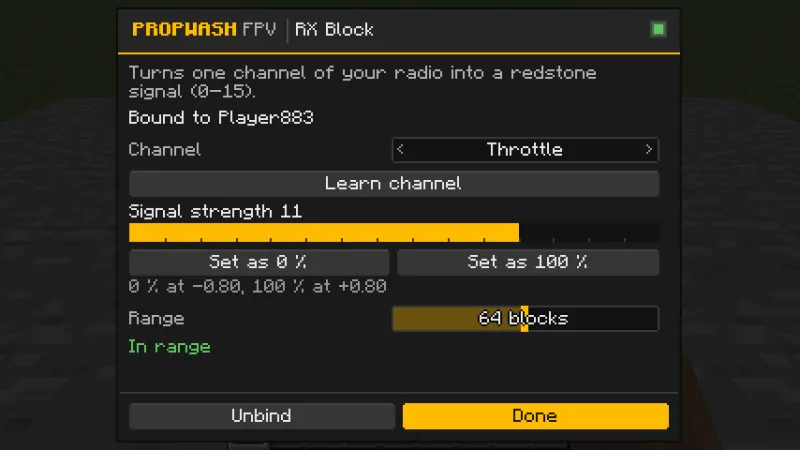 PROPWASH FPV RX Block
Turns one channel of your radio into a redstone
signal (0–15).
Bound to Player883
Channel < Throttle >
Learn channel
Signal strength 11
Set as 0 % Set as 100 %
0 % at −0.80, 100 % at +0.80
Range 64 blocks
In range
Unbind Done